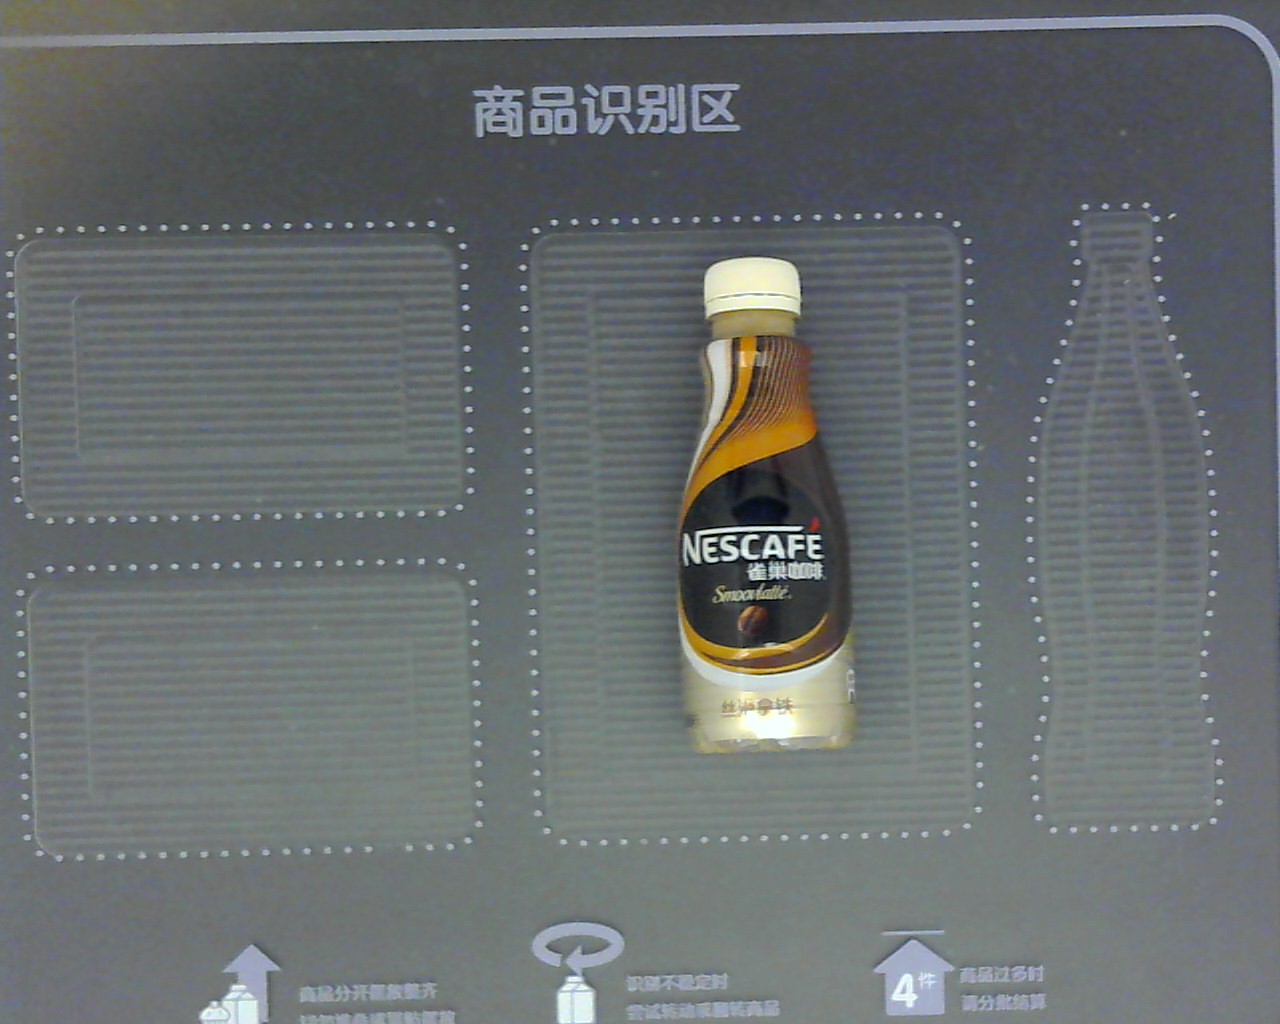 商品识别区
NESCAFÉ
雀巢咖啡
Smoovlatté
丝滑拿铁
商品分开摆放整齐
识别不稳定时
尝试转动或翻转商品
4件
商品过多时
请分批结算